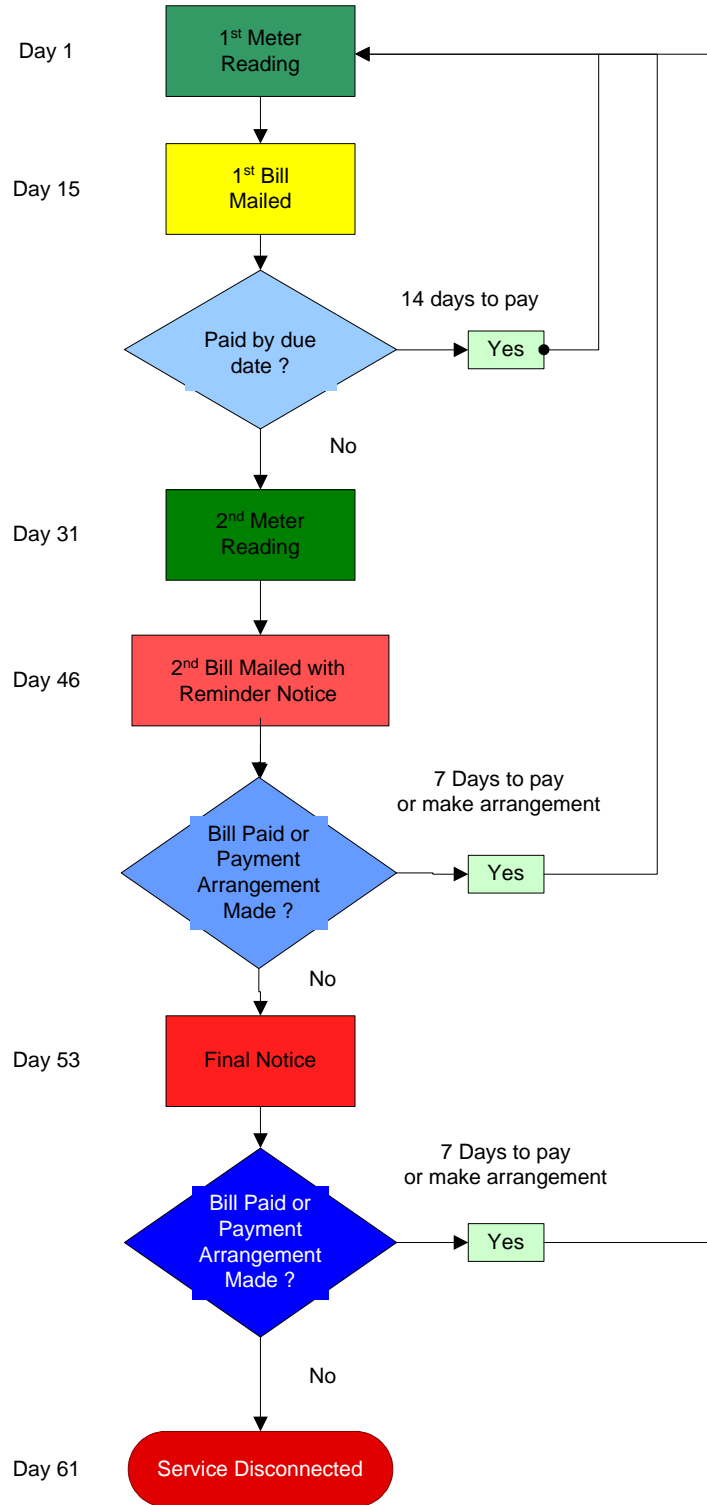 Day 1
1st Meter
Reading
Day 15
1st Bill
Mailed
14 days to pay
Paid by due
date ?
Yes
No
Day 31
2nd Meter
Reading
Day 46
2nd Bill Mailed with
Reminder Notice
7 Days to pay
or make arrangement
Bill Paid or
Payment
Arrangement
Made ?
Yes
No
Day 53
Final Notice
7 Days to pay
or make arrangement
Bill Paid or
Payment
Arrangement
Made ?
Yes
No
Day 61
Service Disconnected